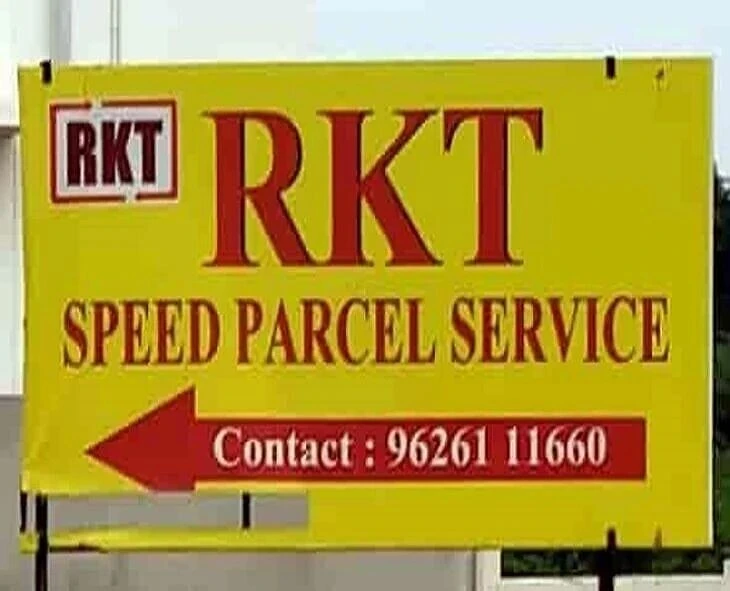 RKT
RKT
SPEED PARCEL SERVICE
Contact : 96261 11660